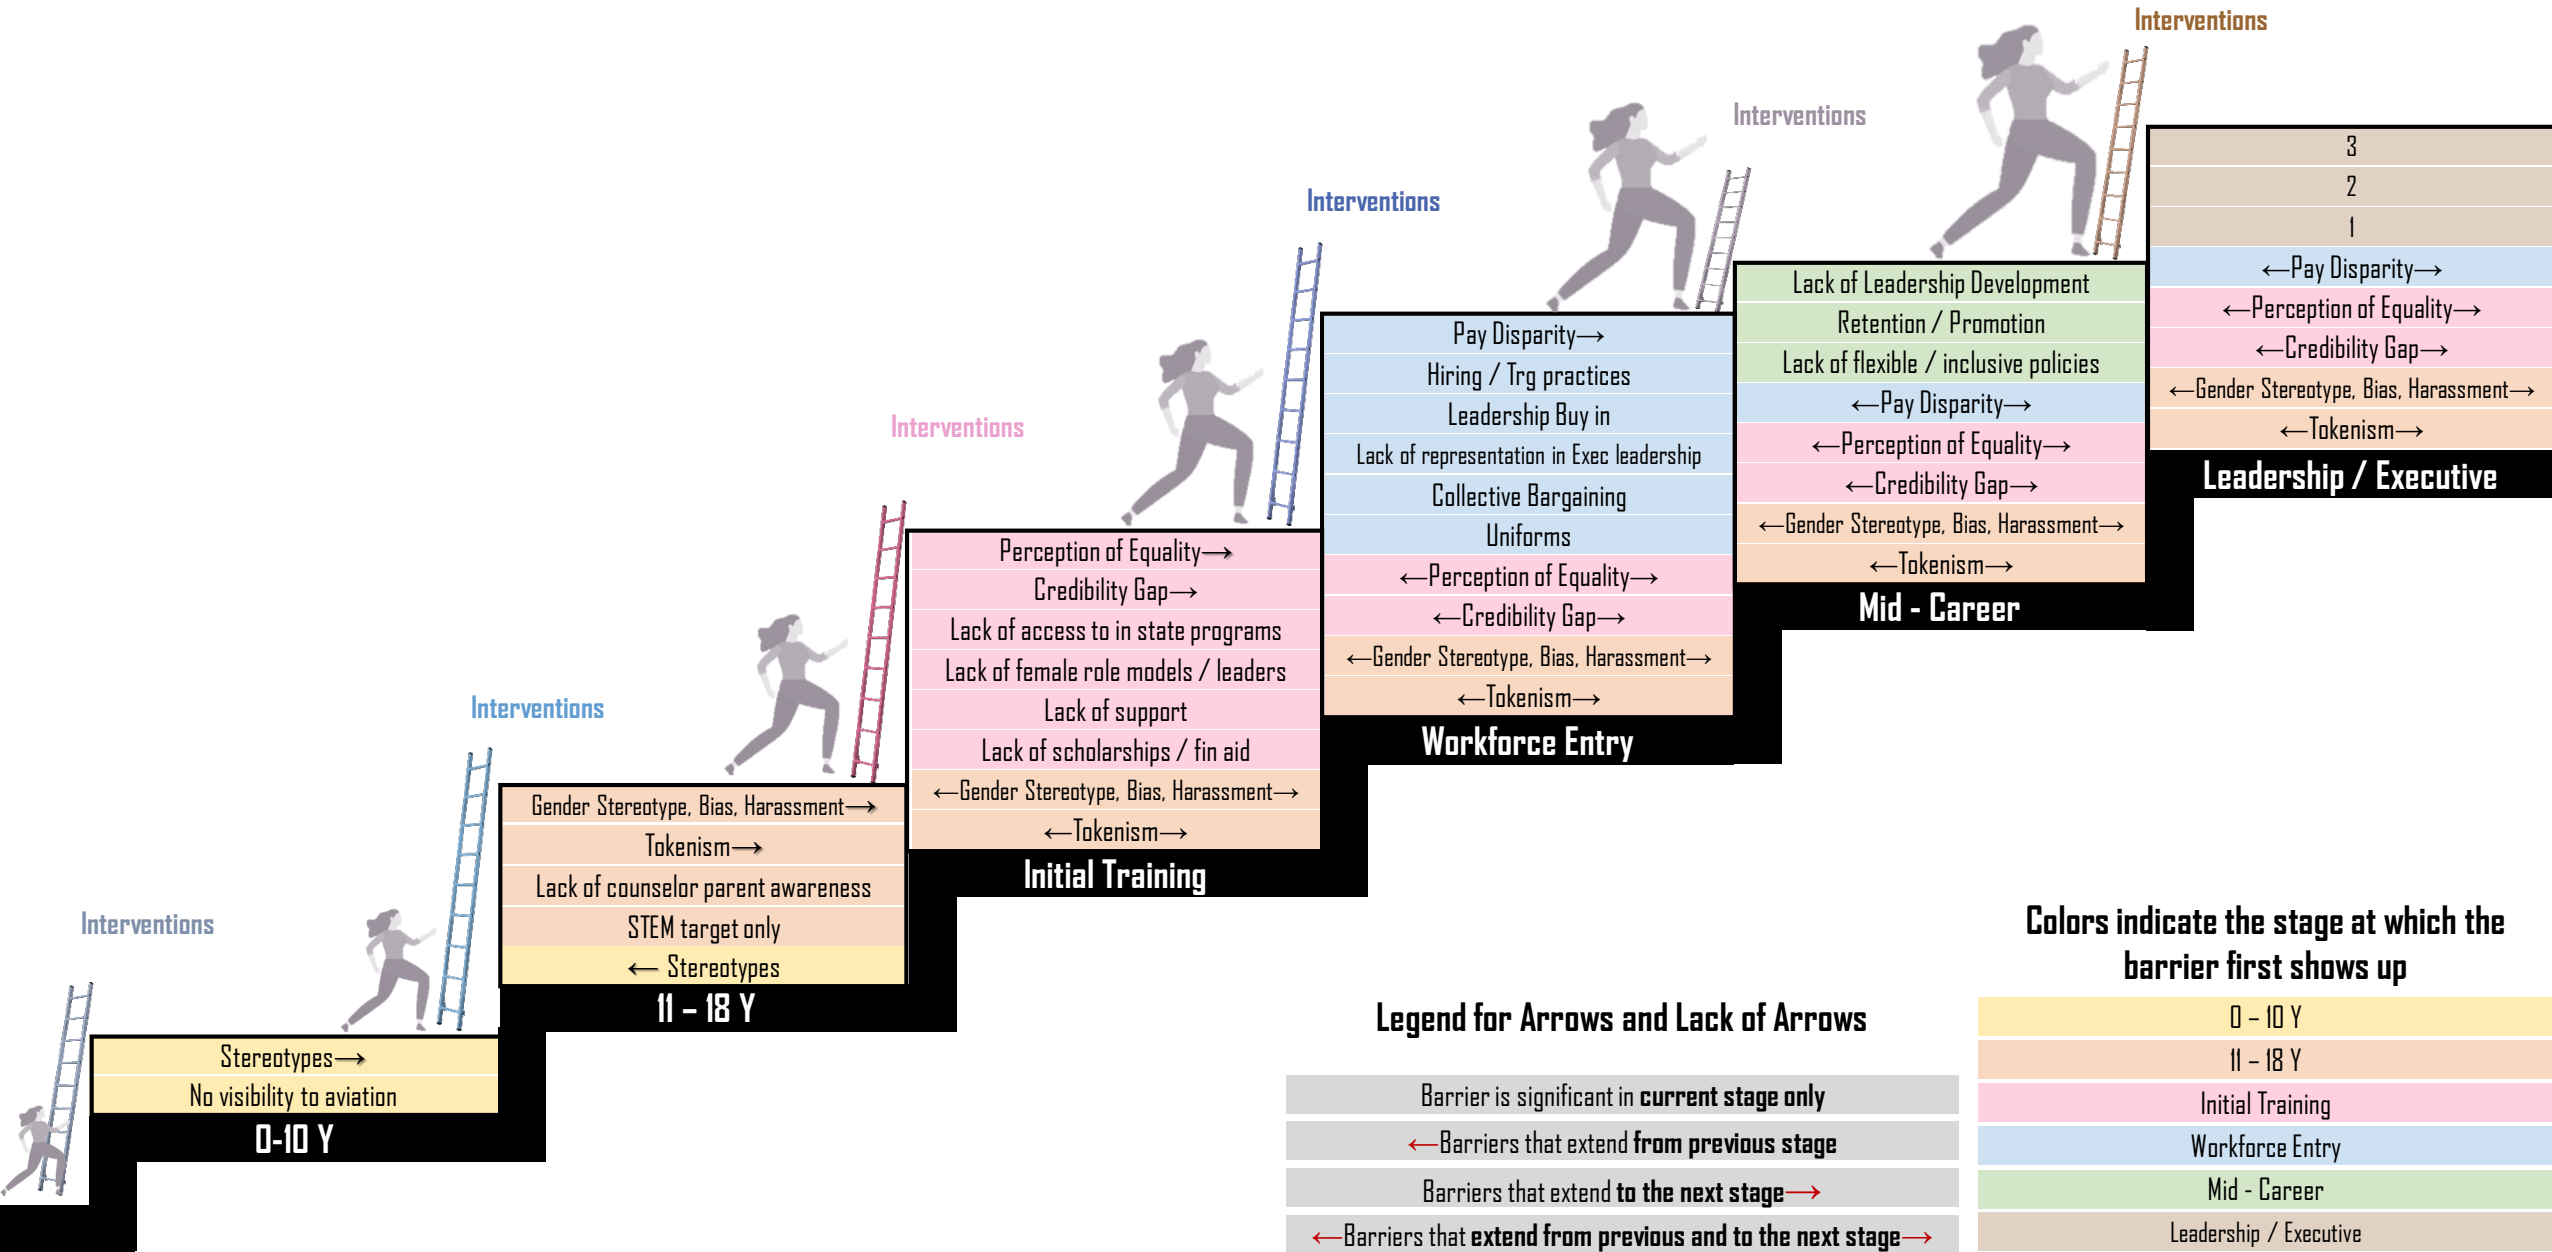 Interventions
Stereotypes→
No visibility to aviation
0-10 Y
Interventions
Gender Stereotype, Bias, Harassment→
Tokenism→
Lack of counselor parent awareness
STEM target only
← Stereotypes
11 – 18 Y
Interventions
Perception of Equality→
Credibility Gap→
Lack of access to in state programs
Lack of female role models / leaders
Lack of support
Lack of scholarships / fin aid
←Gender Stereotype, Bias, Harassment→
←Tokenism→
Initial Training
Interventions
Pay Disparity→
Hiring / Trg practices
Leadership Buy in
Lack of representation in Exec leadership
Collective Bargaining
Uniforms
←Perception of Equality→
←Credibility Gap→
←Gender Stereotype, Bias, Harassment→
←Tokenism→
Workforce Entry
Interventions
Lack of Leadership Development
Retention / Promotion
Lack of flexible / inclusive policies
←Pay Disparity→
←Perception of Equality→
←Credibility Gap→
←Gender Stereotype, Bias, Harassment→
←Tokenism→
Mid - Career
Interventions
3
2
1
←Pay Disparity→
←Perception of Equality→
←Credibility Gap→
←Gender Stereotype, Bias, Harassment→
←Tokenism→
Leadership / Executive
Legend for Arrows and Lack of Arrows
Barrier is significant in current stage only
←Barriers that extend from previous stage
Barriers that extend to the next stage→
←Barriers that extend from previous and to the next stage→
Colors indicate the stage at which the
barrier first shows up
0 – 10 Y
11 – 18 Y
Initial Training
Workforce Entry
Mid - Career
Leadership / Executive